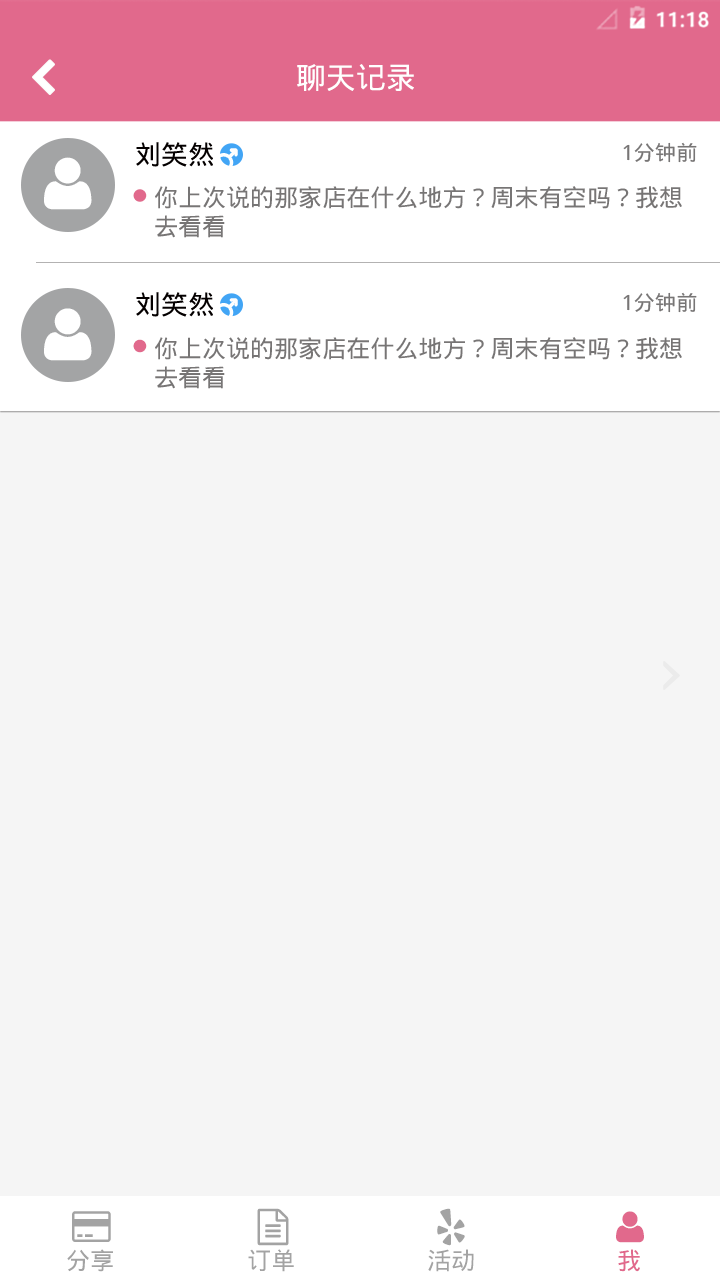 11:18
聊天记录
刘笑然 1分钟前
你上次说的那家店在什么地方？周末有空吗？我想
去看看
刘笑然 1分钟前
你上次说的那家店在什么地方？周末有空吗？我想
去看看
分享 订单 活动 我